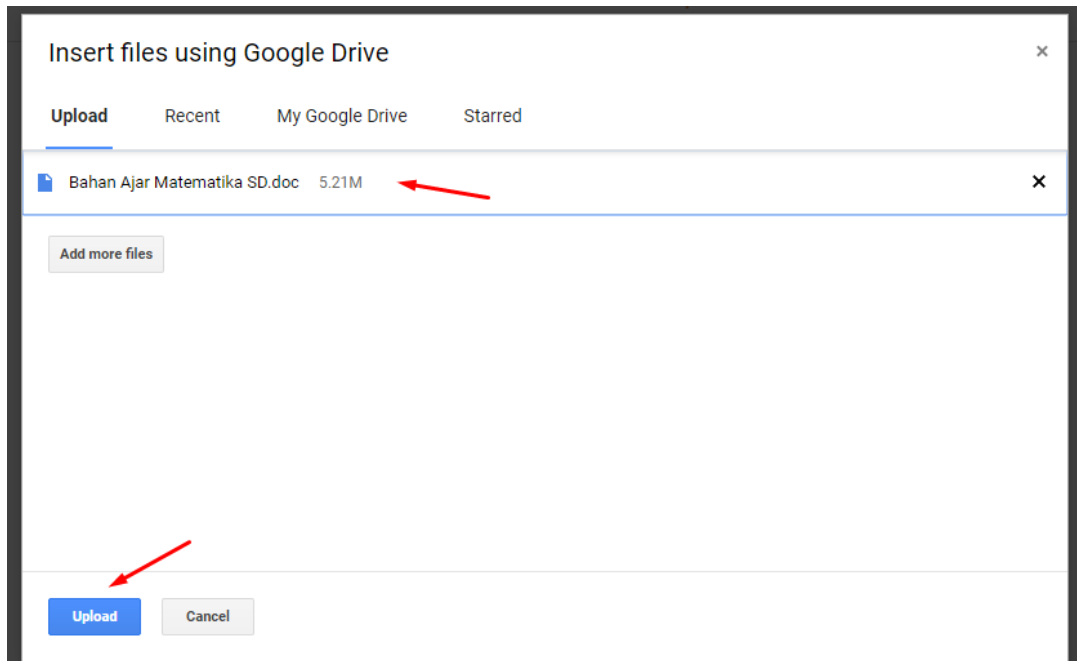 Insert files using Google Drive ×
Upload Recent My Google Drive Starred
Bahan Ajar Matematika SD.doc 5.21M ×
Add more files
Upload Cancel